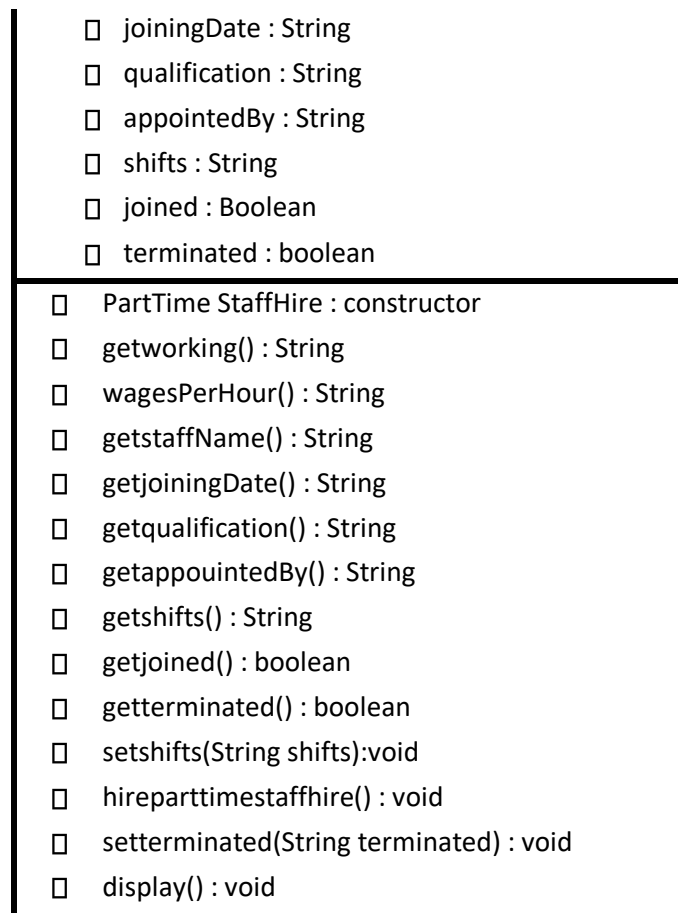 joiningDate : String
qualification : String
appointedBy : String
shifts : String
joined : Boolean
terminated : boolean
PartTime StaffHire : constructor
getworking() : String
wagesPerHour() : String
getstaffName() : String
getjoiningDate() : String
getqualification() : String
getappouintedBy() : String
getshifts() : String
getjoined() : boolean
getterminated() : boolean
setshifts(String shifts):void
hireparttimestaffhire() : void
setterminated(String terminated) : void
display() : void